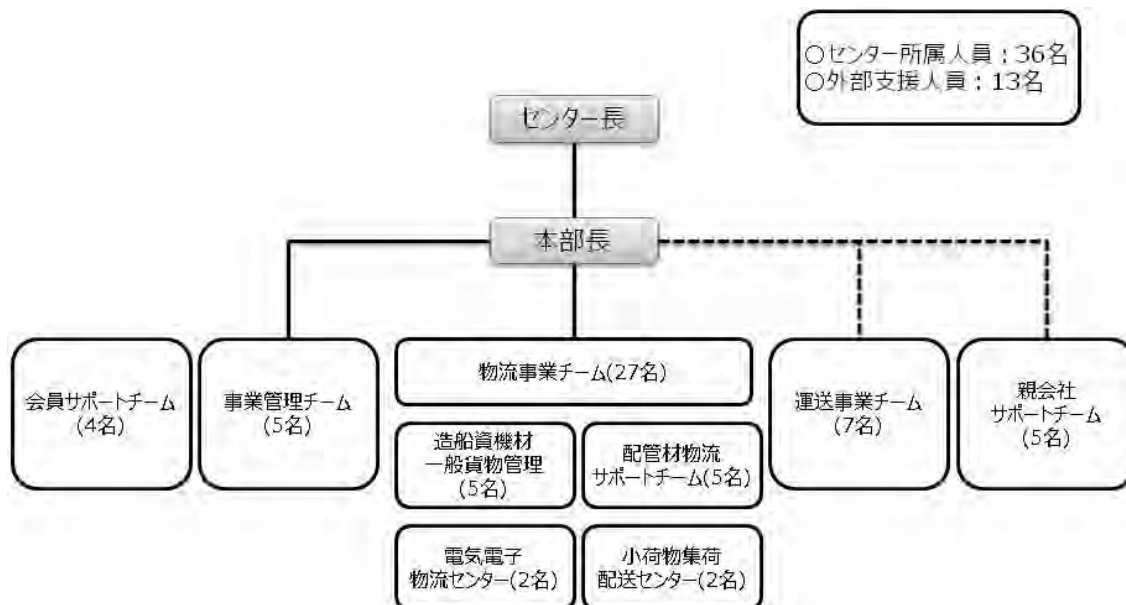 ○センター所属人員：36名
○外部支援人員：13名
センター長
本部長
会員サポートチーム
(4名)
事業管理チーム
(5名)
物流事業チーム(27名)
造船資機材
一般貨物管理
(5名)
配管材物流
サポートチーム(5名)
電気電子
物流センター(2名)
小荷物集荷
配送センター(2名)
運送事業チーム
(7名)
親会社
サポートチーム
(5名)